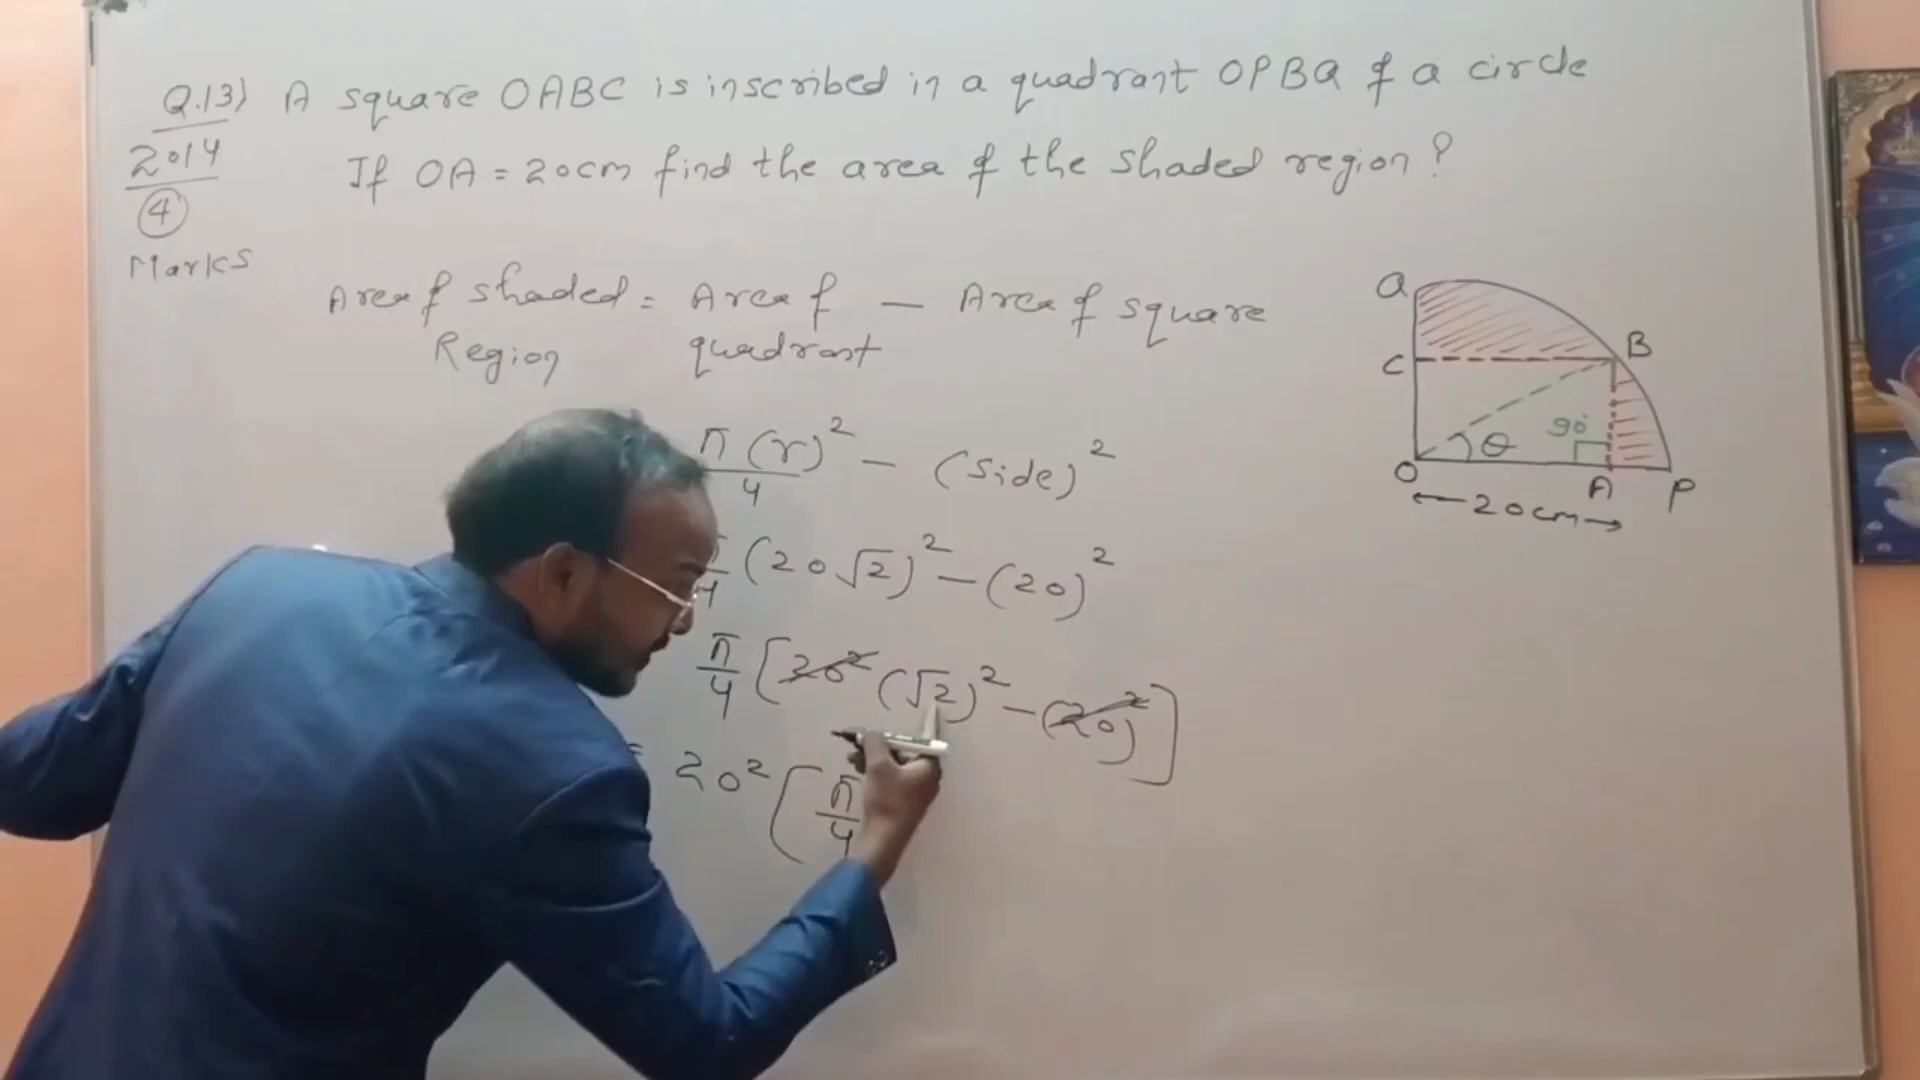 Q.13) A square OABC is inscribed in a quadrant OPBQ of a circle
2014
If OA = 20cm find the area of the shaded region?
4
Marks
Area of shaded = Area of — Area of square
Region quadrant
π(r)²/4 — (side)²
π/4 (20√2)² — (20)²
π/4 [20² (√2)² — (20)²]
= 20² [π/4
Q
B
C
90°
θ
O
A
P
20cm